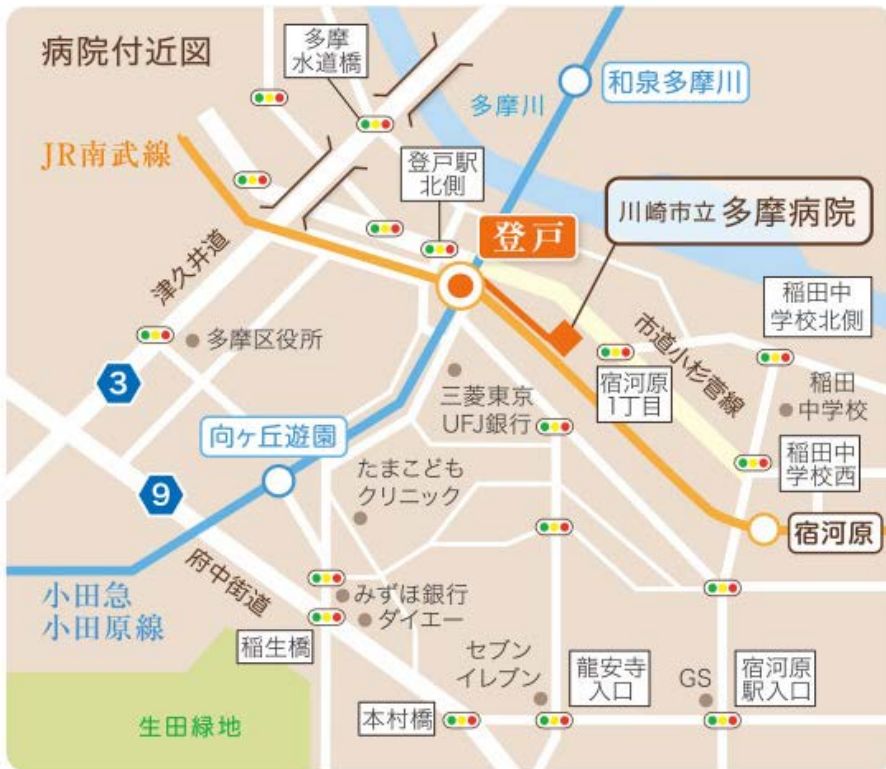 病院付近図
多摩
水道橋
和泉多摩川
多摩川
JR南武線
登戸駅
北側
川崎市立 多摩病院
登戸
津久井道
稲田中
学校北側
多摩区役所
市道小杉菅線
3
三菱東京
UFJ銀行
宿河原
1丁目
稲田
中学校
向ヶ丘遊園
稲田中
学校西
9
たまこども
クリニック
宿河原
府中街道
小田急
小田原線
みずほ銀行
ダイエー
稲生橋
セブン
イレブン
龍安寺
入口
GS
宿河原
駅入口
本村橋
生田緑地